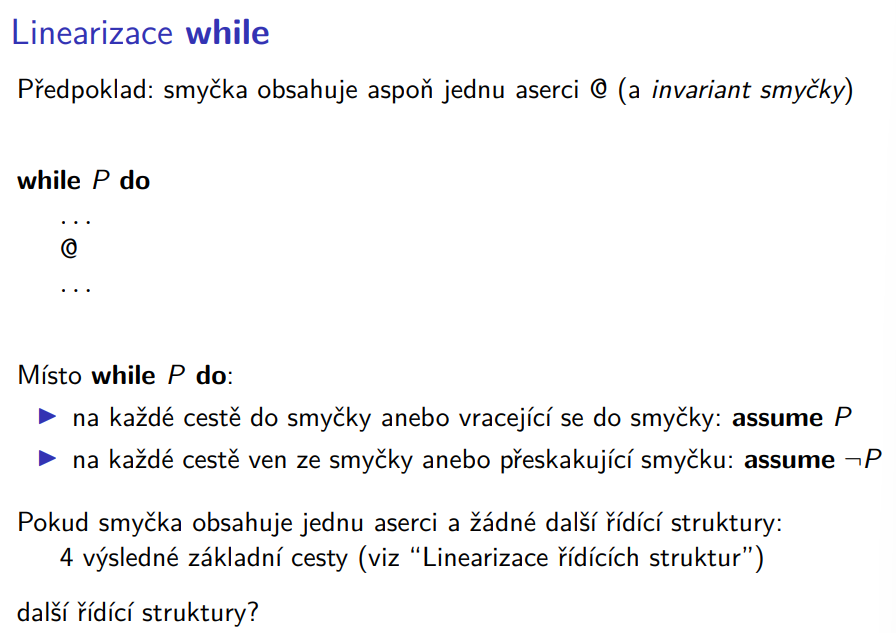 Linearizace while
Předpoklad: smyčka obsahuje aspoň jednu aserci @ (a invariant smyčky)
while P do
...
@
...
Místo while P do:
▶ na každé cestě do smyčky anebo vracející se do smyčky: assume P
▶ na každé cestě ven ze smyčky anebo přeskakující smyčku: assume ¬P
Pokud smyčka obsahuje jednu aserci a žádné další řídící struktury:
4 výsledné základní cesty (viz “Linearizace řídících struktur”)
další řídící struktury?